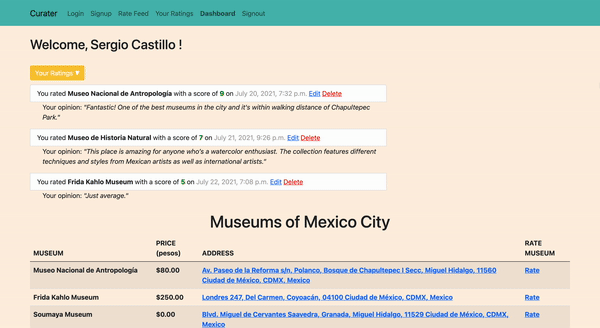 Curater Login Signup Rate Feed Your Ratings Dashboard Signout
Welcome, Sergio Castillo !
Your Ratings ▼
You rated Museo Nacional de Antropología with a score of 9 on July 20, 2021, 7:32 p.m. Edit Delete
Your opinion: "Fantastic! One of the best museums in the city and it's within walking distance of Chapultepec
Park."
You rated Museo de Historia Natural with a score of 7 on July 21, 2021, 9:26 p.m. Edit Delete
Your opinion: "This place is amazing for anyone who's a watercolor enthusiast. The collection features different
techniques and styles from Mexican artists as well as international artists."
You rated Frida Kahlo Museum with a score of 5 on July 22, 2021, 7:08 p.m. Edit Delete
Your opinion: "Just average."
Museums of Mexico City
MUSEUM PRICE (pesos) ADDRESS RATE MUSEUM
Museo Nacional de Antropología $80.00 Av. Paseo de la Reforma s/n, Polanco, Bosque de Chapultepec I Secc, Miguel Hidalgo, 11560
Ciudad de México, CDMX, Mexico Rate
Frida Kahlo Museum $250.00 Londres 247, Del Carmen, Coyoacán, 04100 Ciudad de México, CDMX, Mexico Rate
Soumaya Museum $0.00 Blvd. Miguel de Cervantes Saavedra, Granada, Miguel Hidalgo, 11529 Ciudad de México, CDMX,
Mexico Rate